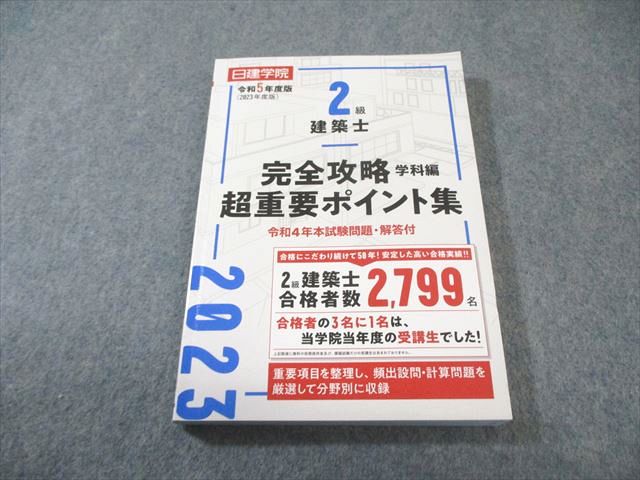 日建学院
令和5年度版
(2023年度版)
2級
建築士
完全攻略 学科編
超重要ポイント集
令和4年本試験問題・解答付
合格にこだわり続けて50年!安定した高い合格実績!!
2級建築士
合格者数 2,799名
合格者の3名に1名は、
当学院当年度の受講生でした!
重要項目を整理し、頻出設問・計算問題を
厳選して分野別に収録
2023